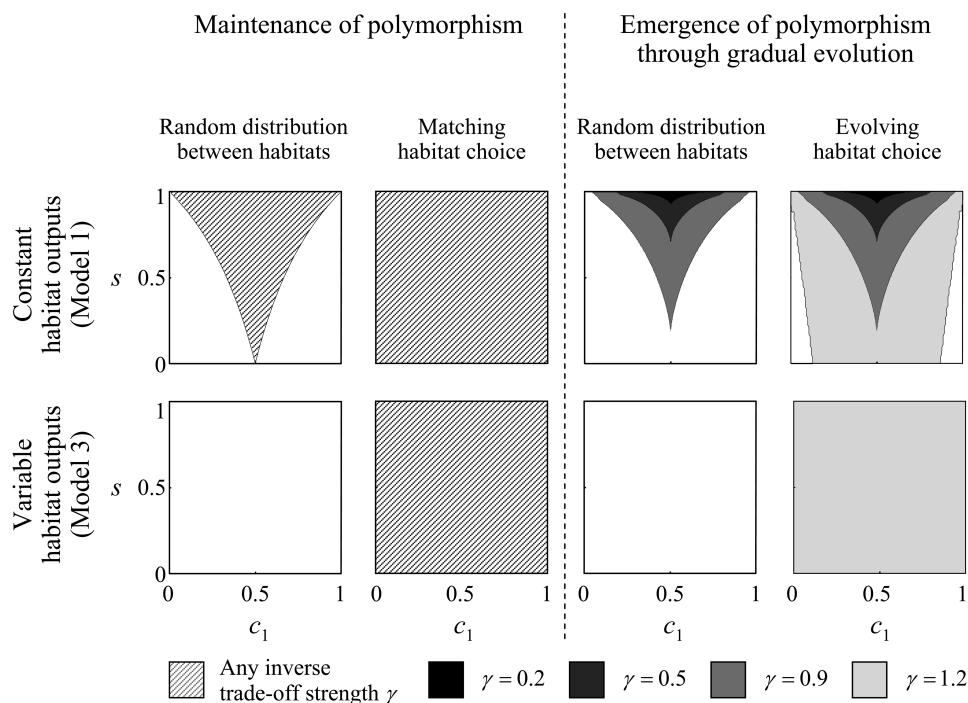 Maintenance of polymorphism
Emergence of polymorphism
through gradual evolution
Random distribution
between habitats
Matching
habitat choice
Random distribution
between habitats
Evolving
habitat choice
Constant
habitat outputs
(Model 1)
s
1
0.5
0
Variable
habitat outputs
(Model 3)
s
1
0.5
0
0 0.5 1
0 0.5 1
0 0.5 1
0 0.5 1
c₁
c₁
c₁
c₁
Any inverse
trade-off strength γ
γ = 0.2
γ = 0.5
γ = 0.9
γ = 1.2